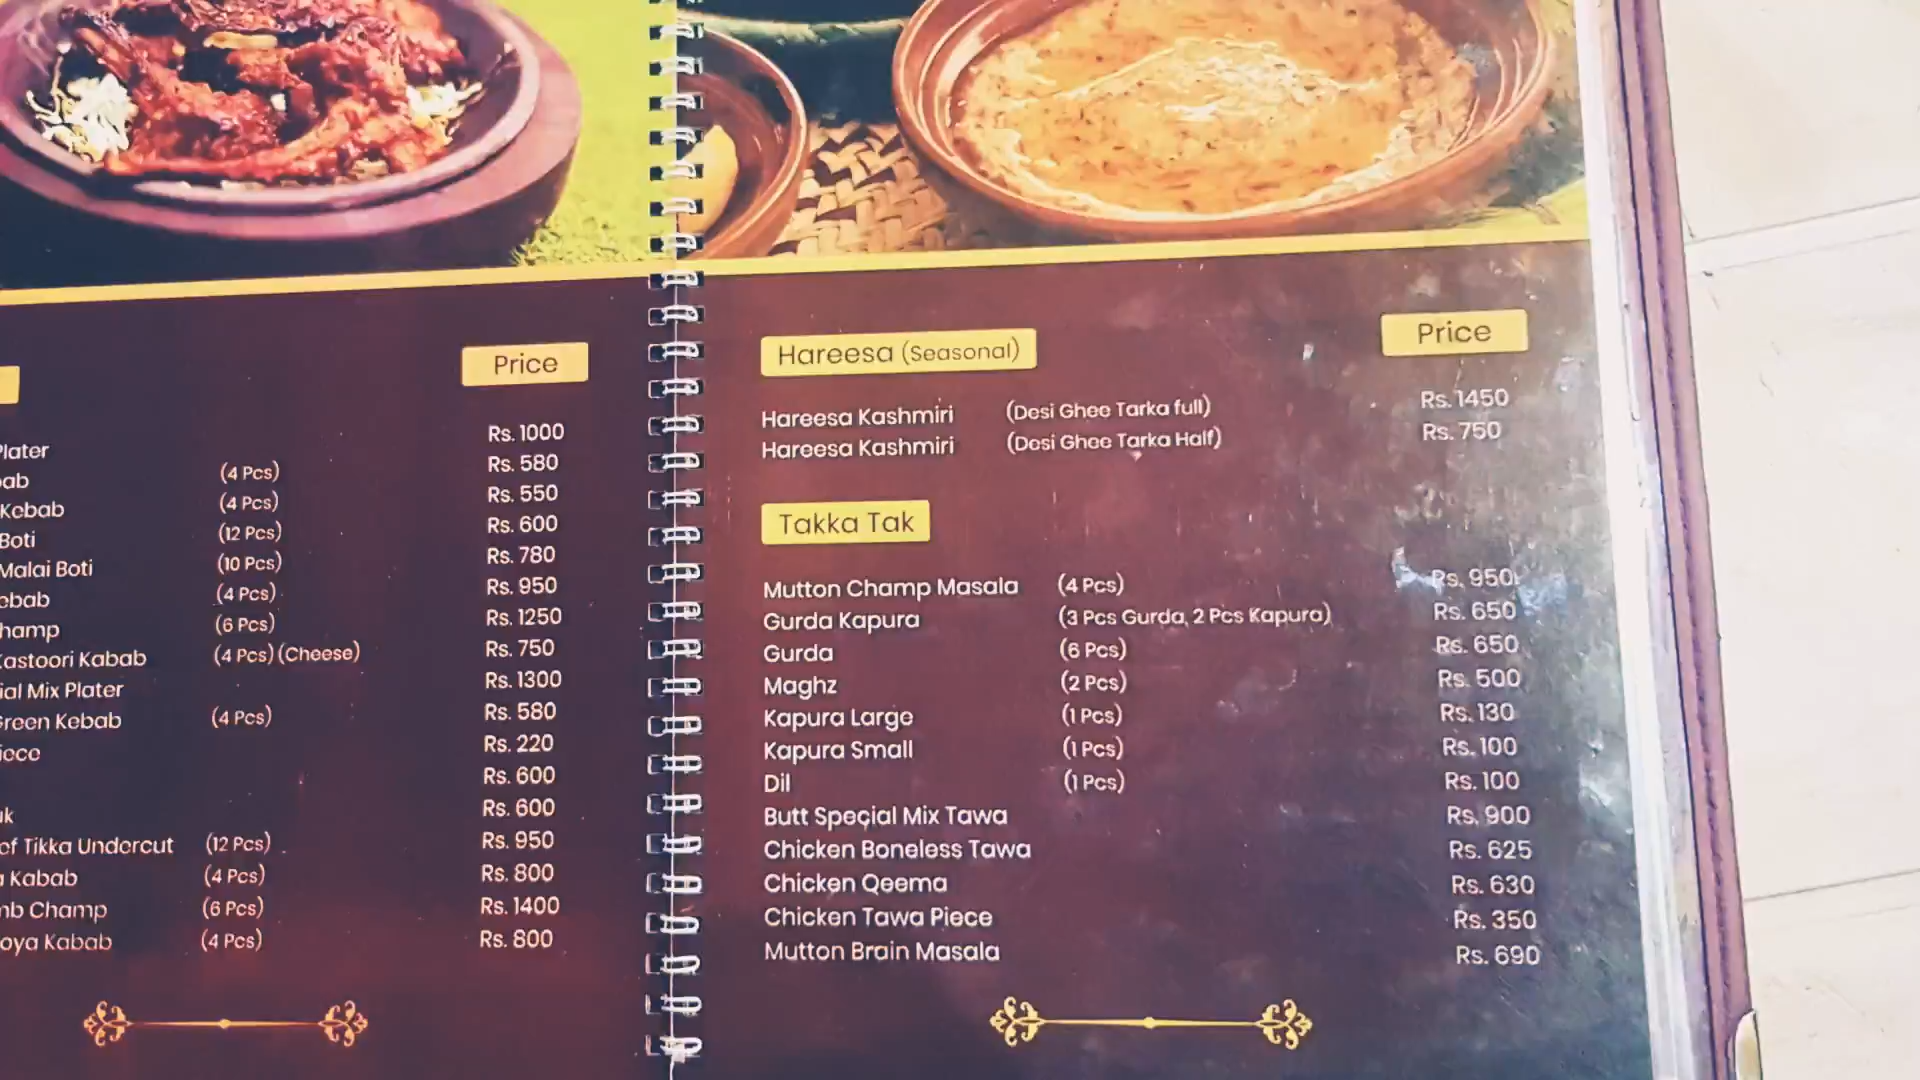 Price
Plater Rs. 1000
ab (4 Pcs) Rs. 580
Kebab (4 Pcs) Rs. 550
Boti (12 Pcs) Rs. 600
Malai Boti (10 Pcs) Rs. 780
ebab (4 Pcs) Rs. 950
hamp (6 Pcs) Rs. 1250
Kastoori Kabab (4 Pcs) (Cheese) Rs. 750
ial Mix Plater Rs. 1300
Green Kebab (4 Pcs) Rs. 580
iece Rs. 220
Rs. 600
uk Rs. 600
ef Tikka Undercut (12 Pcs) Rs. 950
Kabab (4 Pcs) Rs. 800
mb Champ (6 Pcs) Rs. 1400
oya Kabab (4 Pcs) Rs. 800
Hareesa (Seasonal) Price
Hareesa Kashmiri (Desi Ghee Tarka full) Rs. 1450
Hareesa Kashmiri (Desi Ghee Tarka Half) Rs. 750
Takka Tak
Mutton Champ Masala (4 Pcs) Rs. 950
Gurda Kapura (3 Pcs Gurda, 2 Pcs Kapura) Rs. 650
Gurda (6 Pcs) Rs. 650
Maghz (2 Pcs) Rs. 500
Kapura Large (1 Pcs) Rs. 130
Kapura Small (1 Pcs) Rs. 100
Dil (1 Pcs) Rs. 100
Butt Special Mix Tawa Rs. 900
Chicken Boneless Tawa Rs. 625
Chicken Qeema Rs. 630
Chicken Tawa Piece Rs. 350
Mutton Brain Masala Rs. 690